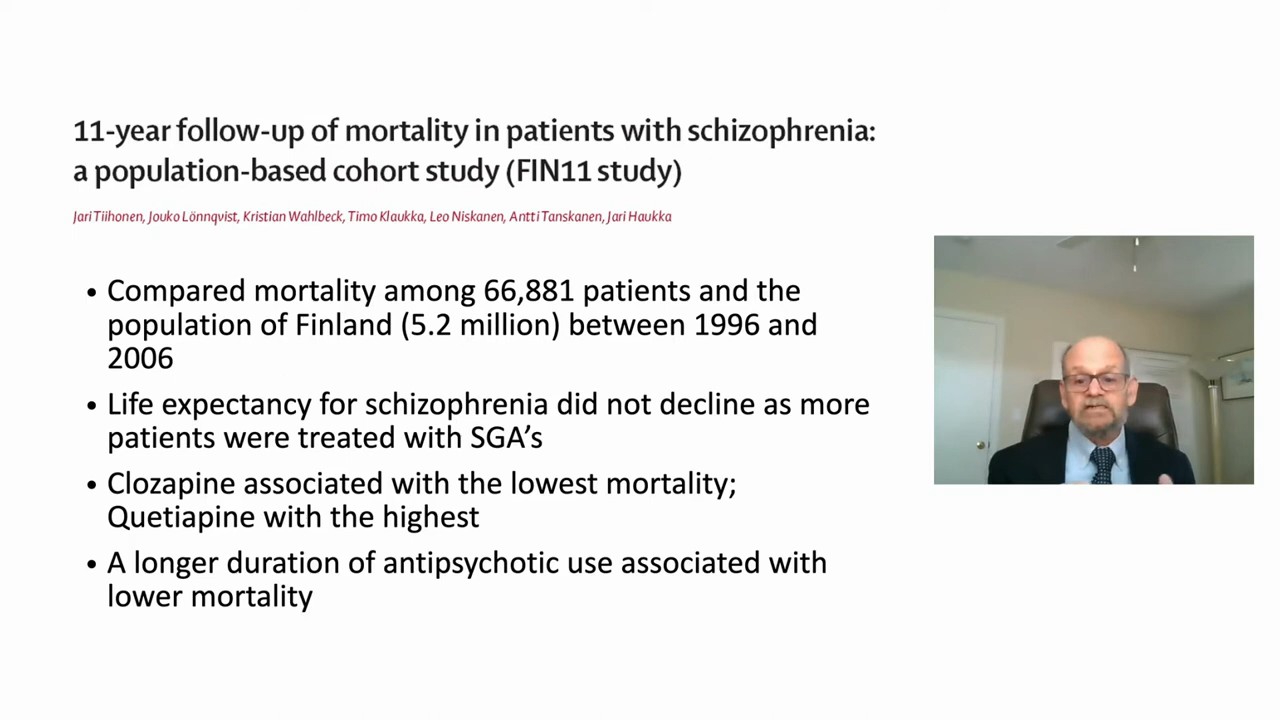 11-year follow-up of mortality in patients with schizophrenia:
a population-based cohort study (FIN11 study)
Jari Tiihonen, Jouko Lönnqvist, Kristian Wahlbeck, Timo Klaukka, Leo Niskanen, Antti Tanskanen, Jari Haukka
• Compared mortality among 66,881 patients and the
population of Finland (5.2 million) between 1996 and
2006
• Life expectancy for schizophrenia did not decline as more
patients were treated with SGA’s
• Clozapine associated with the lowest mortality;
Quetiapine with the highest
• A longer duration of antipsychotic use associated with
lower mortality